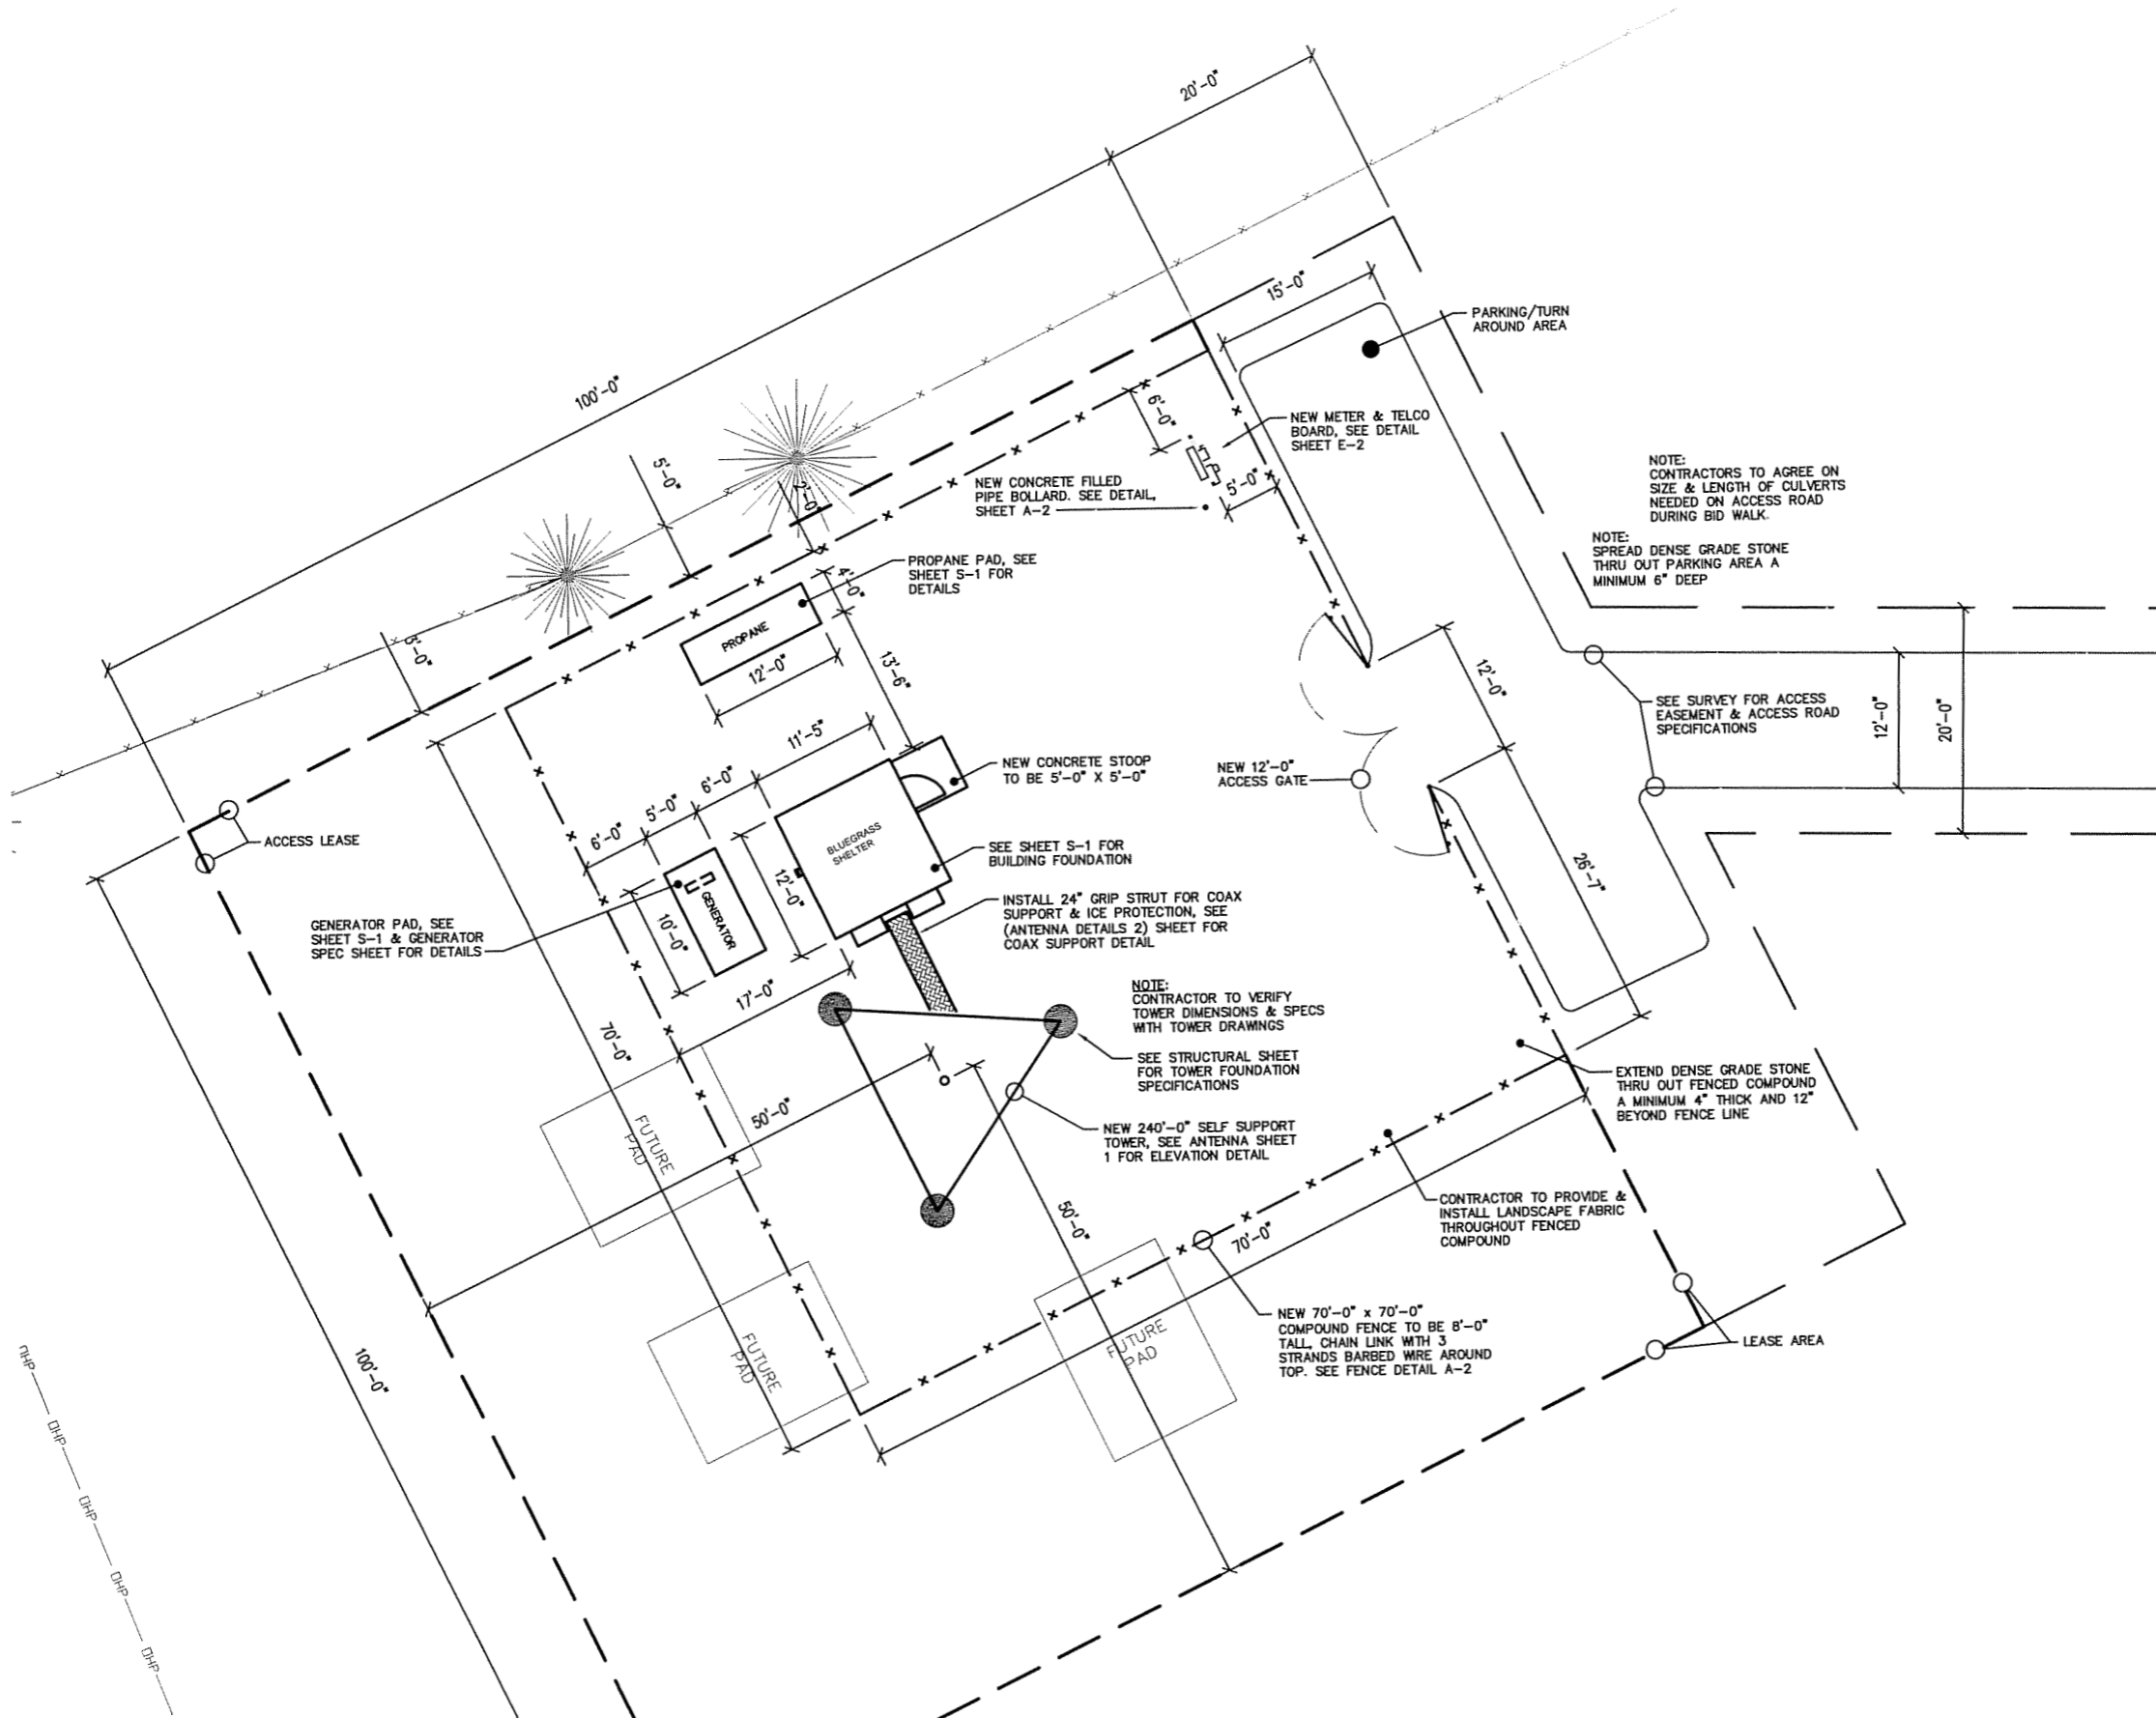 20'-0"
100'-0"
15'-0"
PARKING/TURN
AROUND AREA
6'-0"
NEW METER & TELCO
BOARD, SEE DETAIL
SHEET E-2
5'-0"
2'-0"
NEW CONCRETE FILLED
PIPE BOLLARD. SEE DETAIL,
SHEET A-2
5'-0"
NOTE:
CONTRACTORS TO AGREE ON
SIZE & LENGTH OF CULVERTS
NEEDED ON ACCESS ROAD
DURING BID WALK.
NOTE:
SPREAD DENSE GRADE STONE
THRU OUT PARKING AREA A
MINIMUM 6" DEEP
PROPANE PAD, SEE
SHEET S-1 FOR
DETAILS
4'-0"
PROPANE
12'-0"
13'-6"
5'-0"
12'-0"
SEE SURVEY FOR ACCESS
EASEMENT & ACCESS ROAD
SPECIFICATIONS
12'-0"
20'-0"
11'-5"
6'-0"
5'-0"
6'-0"
NEW CONCRETE STOOP
TO BE 5'-0" X 5'-0"
NEW 12'-0"
ACCESS GATE
ACCESS LEASE
BLUEGRASS
SHELTER
SEE SHEET S-1 FOR
BUILDING FOUNDATION
12'-0"
26'-7"
INSTALL 24" GRIP STRUT FOR COAX
SUPPORT & ICE PROTECTION, SEE
(ANTENNA DETAILS 2) SHEET FOR
COAX SUPPORT DETAIL
GENERATOR PAD, SEE
SHEET S-1 & GENERATOR
SPEC SHEET FOR DETAILS
GENERATOR
10'-0"
17'-0"
NOTE:
CONTRACTOR TO VERIFY
TOWER DIMENSIONS & SPECS
WITH TOWER DRAWINGS
70'-0"
SEE STRUCTURAL SHEET
FOR TOWER FOUNDATION
SPECIFICATIONS
EXTEND DENSE GRADE STONE
THRU OUT FENCED COMPOUND
A MINIMUM 4" THICK AND 12"
BEYOND FENCE LINE
50'-0"
FUTURE
PAD
NEW 240'-0" SELF SUPPORT
TOWER, SEE ANTENNA SHEET
1 FOR ELEVATION DETAIL
CONTRACTOR TO PROVIDE &
INSTALL LANDSCAPE FABRIC
THROUGHOUT FENCED
COMPOUND
50'-0"
70'-0"
NEW 70'-0" x 70'-0"
COMPOUND FENCE TO BE 8'-0"
TALL, CHAIN LINK WITH 3
STRANDS BARBED WIRE AROUND
TOP. SEE FENCE DETAIL A-2
LEASE AREA
FUTURE
PAD
FUTURE
PAD
100'-0"
OHP
OHP
OHP
OHP
OHP